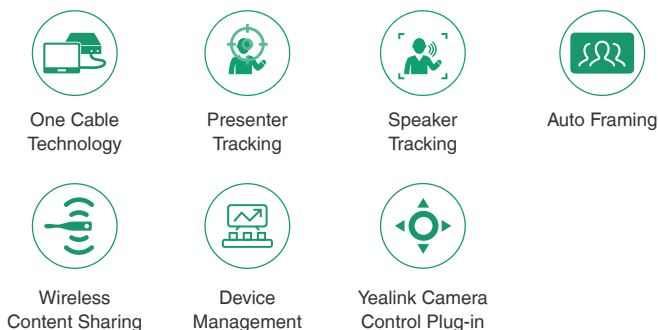 One Cable
Technology
Presenter
Tracking
Speaker
Tracking
Auto Framing
Wireless
Content Sharing
Device
Management
Yealink Camera
Control Plug-in